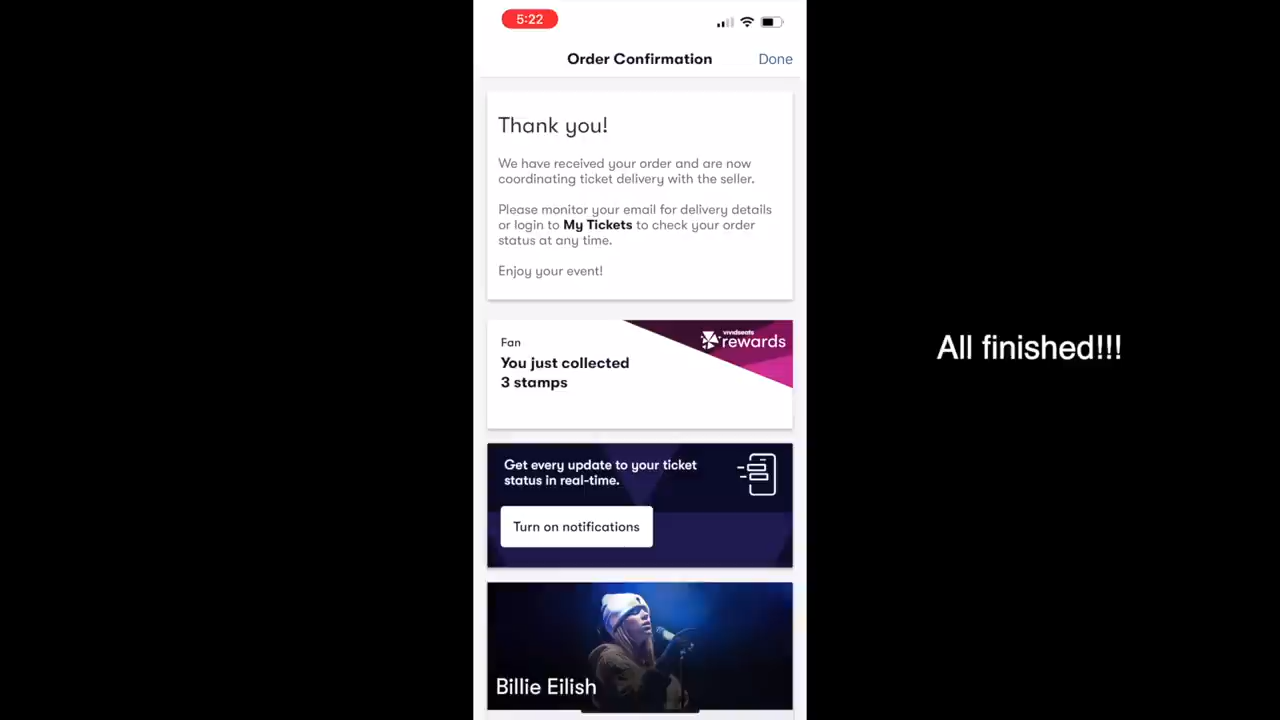 5:22
Order Confirmation
Done
Thank you!
We have received your order and are now
coordinating ticket delivery with the seller.
Please monitor your email for delivery details
or login to My Tickets to check your order
status at any time.
Enjoy your event!
Fan
You just collected
3 stamps
vividseats
rewards
Get every update to your ticket
status in real-time.
Turn on notifications
Billie Eilish
All finished!!!